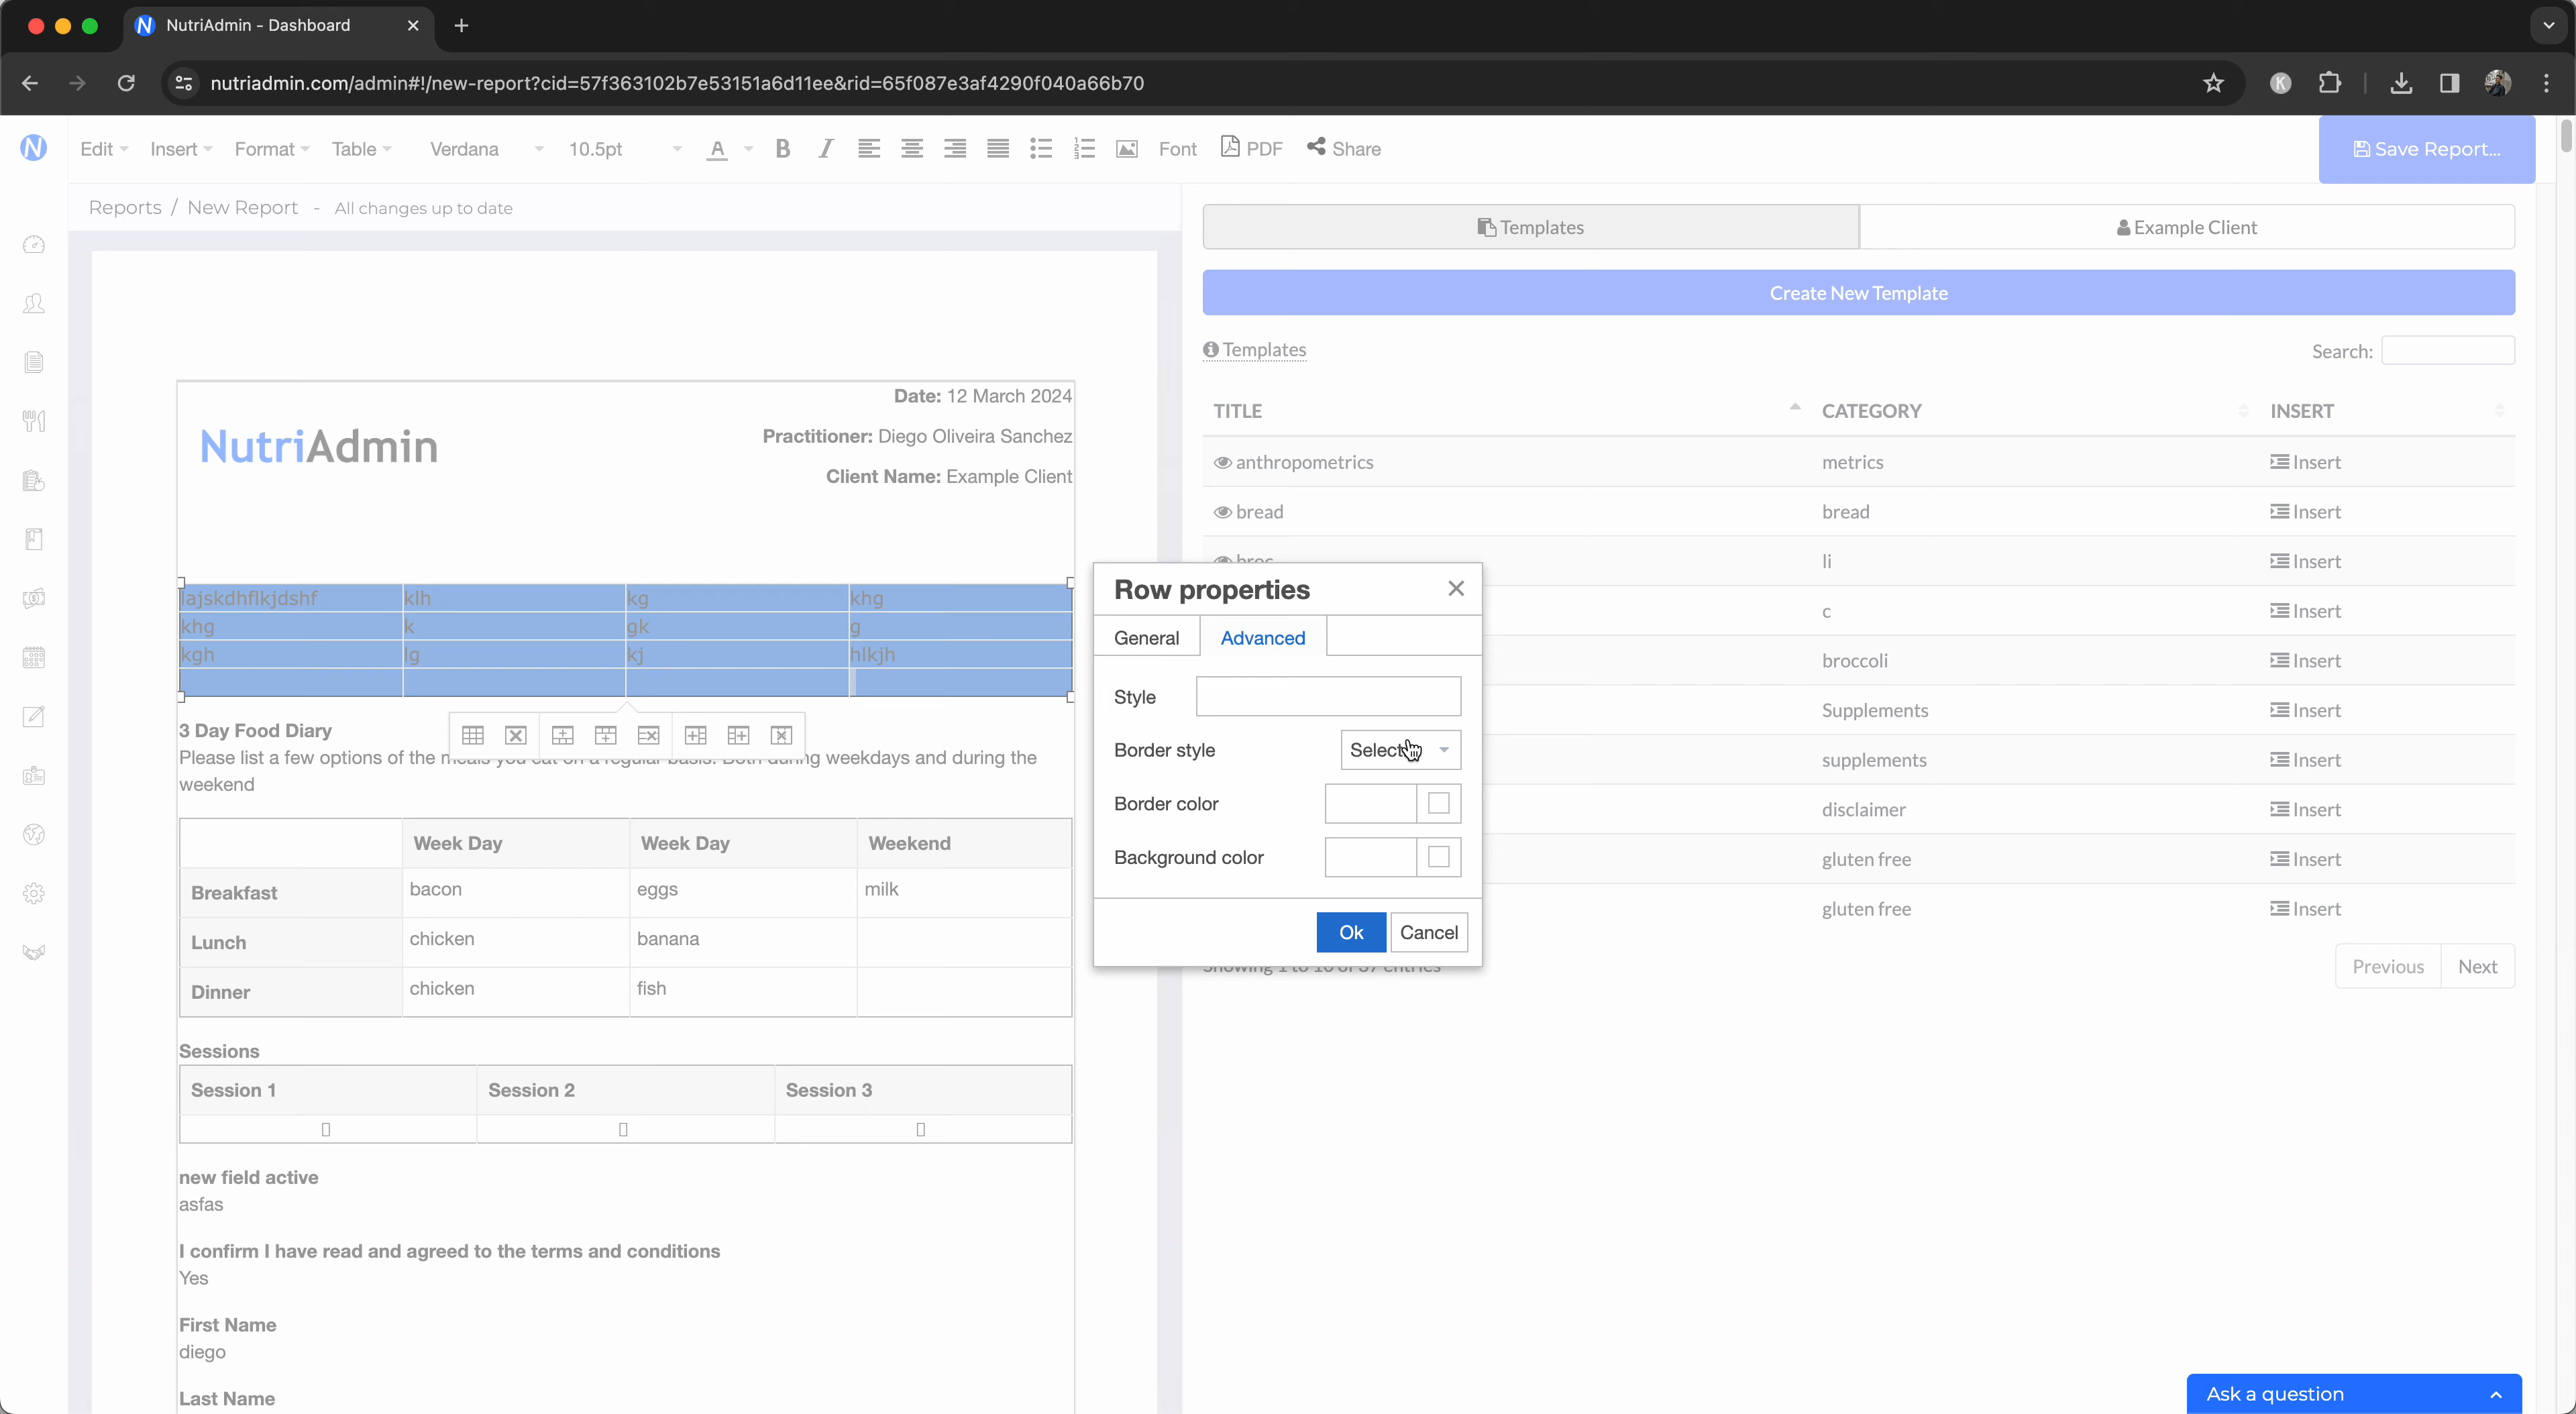 NutriAdmin - Dashboard
nutriadmin.com/admin#!/new-report?cid=57f363102b7e53151a6d11ee&rid=65f087e3af4290f040a66b70
K
N Edit Insert Format Table Verdana 10.5pt A B I Font PDF Share Save Report...
Reports / New Report - All changes up to date
Templates Example Client
Create New Template
Templates Search:
TITLE CATEGORY INSERT
anthropometrics metrics Insert
bread bread Insert
broc li Insert
c Insert
broccoli Insert
Supplements Insert
supplements Insert
disclaimer Insert
gluten free Insert
gluten free Insert
Showing 1 to 10 of 37 entries
Previous Next
Date: 12 March 2024
NutriAdmin
Practitioner: Diego Oliveira Sanchez
Client Name: Example Client
lajskdhflkjdshf klh kg khg
khg k gk g
kgh lg kj hlkjh
3 Day Food Diary
Please list a few options of the meals you eat on a regular basis. Both during weekdays and during the
weekend
Week Day Week Day Weekend
Breakfast bacon eggs milk
Lunch chicken banana
Dinner chicken fish
Sessions
Session 1 Session 2 Session 3
new field active
asfas
I confirm I have read and agreed to the terms and conditions
Yes
First Name
diego
Last Name
Row properties
General Advanced
Style
Border style Select
Border color
Background color
Ok Cancel
Ask a question